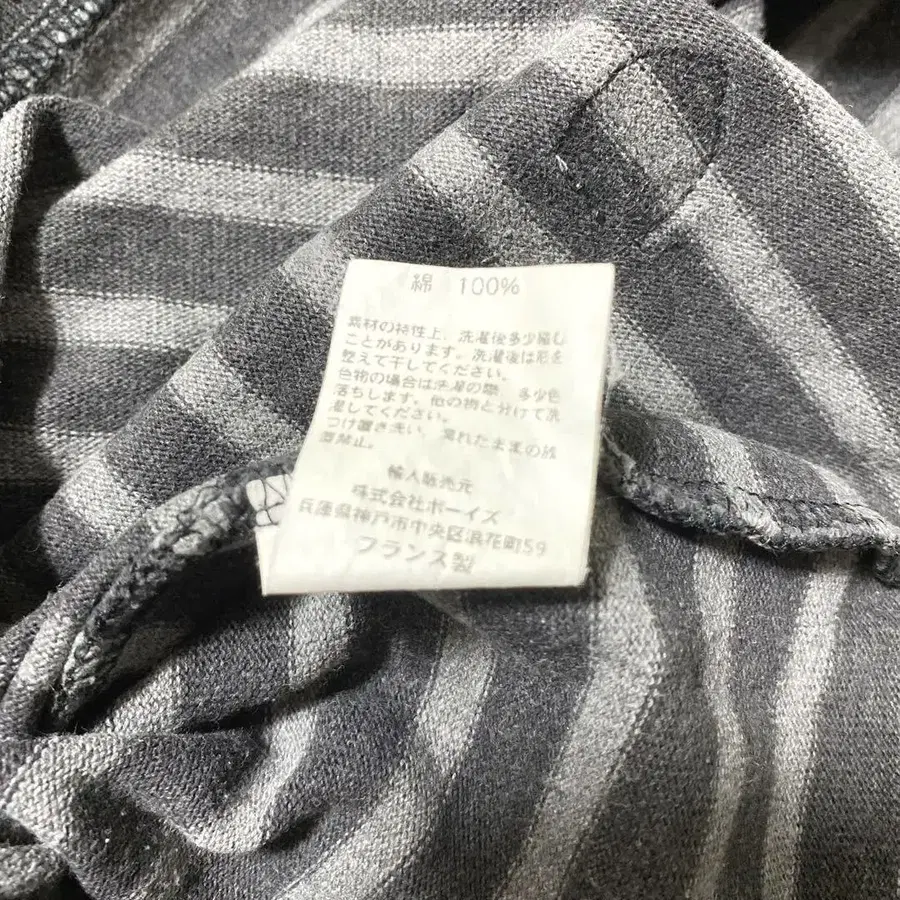 綿 100%
素材の特性上、洗濯後多少縮む
ことがあります。洗濯後は形を
整えて干してください。
色物の場合は洗濯の際、多少色
落ちします。他の物と分けて洗
濯してください。
つけ置き洗い、濡れたままの放
置禁止。
輸入販売元
株式会社ボーイズ
兵庫県神戸市中央区浪花町59
フランス製